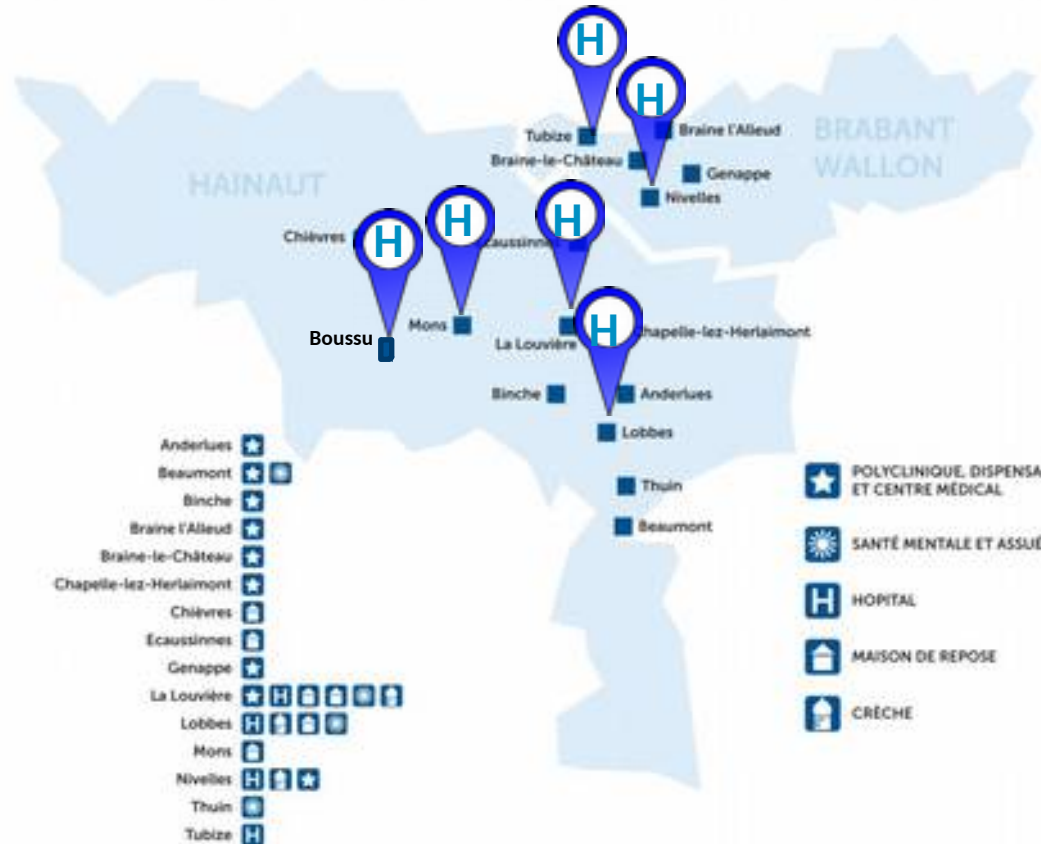 H
H
Tubize
Braine l'Alleud
BRABANT
WALLON
Braine-le-Château
Genappe
HAINAUT
Nivelles
H
H
H
Chièvres
Boussu
Mons
H
La Louvière
Chapelle-lez-Herlaimont
Binche
Anderlues
Lobbes
Thuin
Beaumont
Anderlues
Beaumont
Binche
Braine l'Alleud
Braine-le-Château
Chapelle-lez-Herlaimont
Chièvres
Ecaussinnes
Genappe
La Louvière H
Lobbes H
Mons
Nivelles H
Thuin
Tubize H
POLYCLINIQUE, DISPENSA
ET CENTRE MÉDICAL
SANTÉ MENTALE ET ASSUÉ
H HOPITAL
MAISON DE REPOSE
CRÈCHE